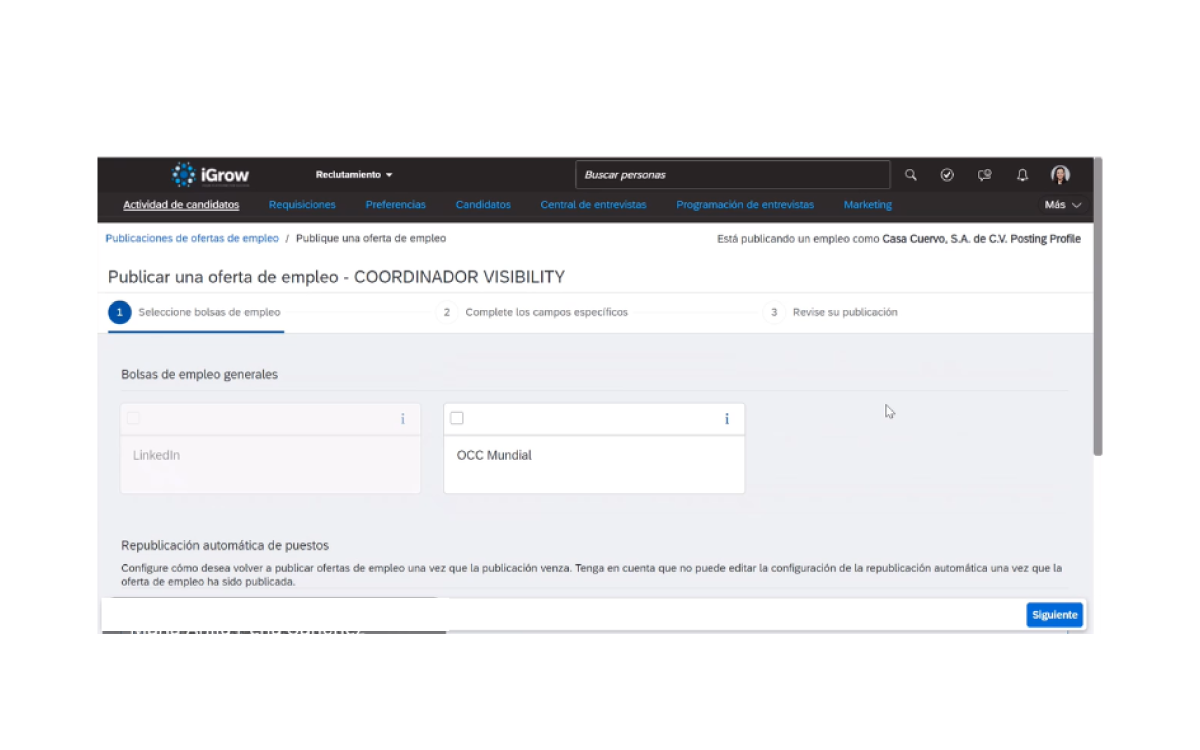 iGrow
Reclutamiento
Buscar personas
Actividad de candidatos Requisiciones Preferencias Candidatos Central de entrevistas Programación de entrevistas Marketing Más
Publicaciones de ofertas de empleo / Publique una oferta de empleo
Está publicando un empleo como Casa Cuervo, S.A. de C.V. Posting Profile
Publicar una oferta de empleo - COORDINADOR VISIBILITY
1 Seleccione bolsas de empleo
2 Complete los campos específicos
3 Revise su publicación
Bolsas de empleo generales
i
LinkedIn
i
OCC Mundial
Republicación automática de puestos
Configure cómo desea volver a publicar ofertas de empleo una vez que la publicación venza. Tenga en cuenta que no puede editar la configuración de la republicación automática una vez que la
oferta de empleo ha sido publicada.
Siguiente